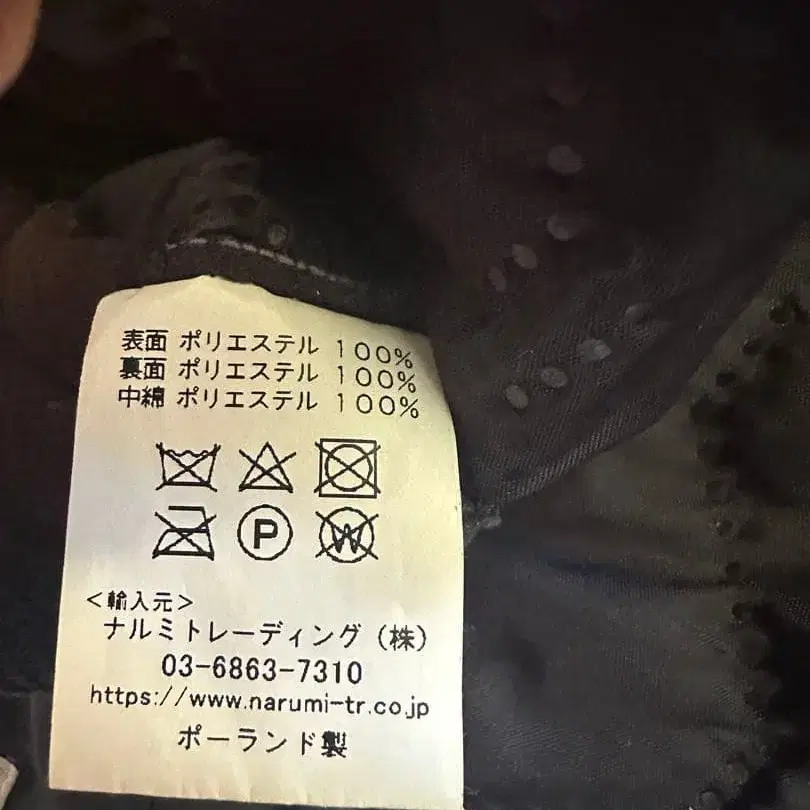 表面 ポリエステル 100%
裏面 ポリエステル 100%
中綿 ポリエステル 100%
P W
<輸入元>
ナルミトレーディング (株)
03-6863-7310
https://www.narumi-tr.co.jp
ポーランド製